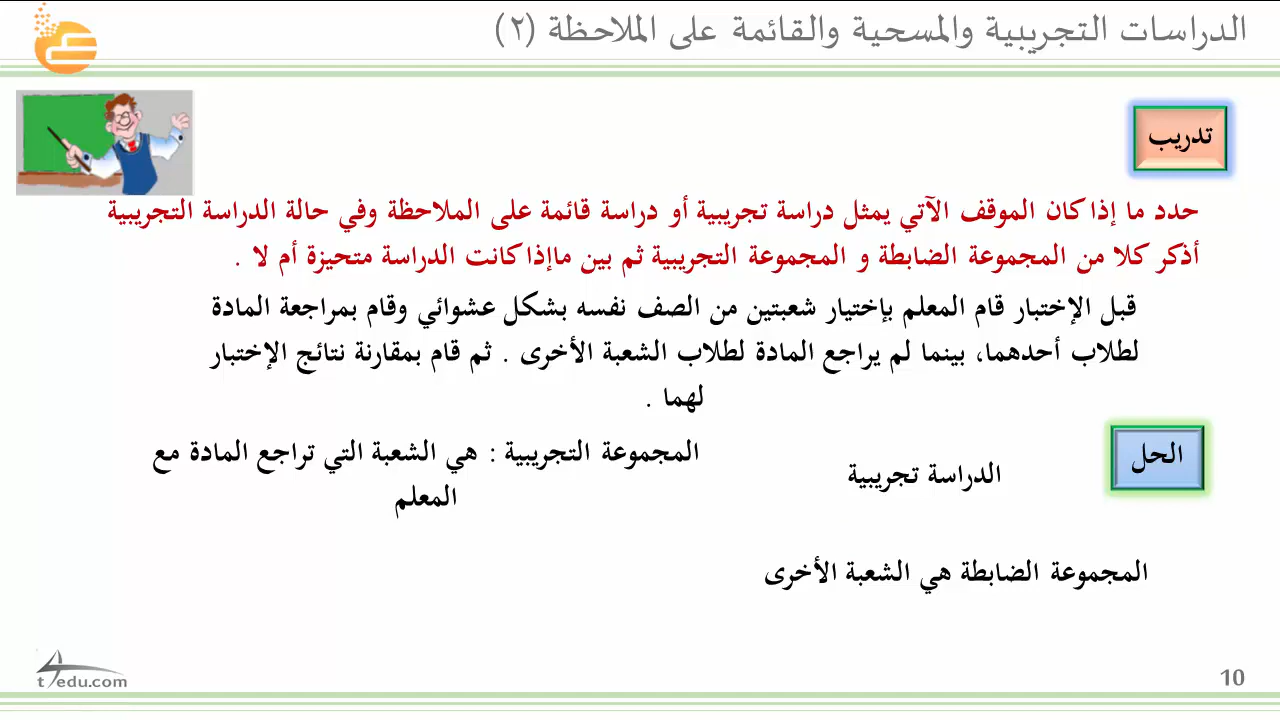 الدراسات التجريبية والمسحية والقائمة على الملاحظة (٢)
تدريب
حدد ما إذا كان الموقف الآتي يمثل دراسة تجريبية أو دراسة قائمة على الملاحظة وفي حالة الدراسة التجريبية
أذكر كلا من المجموعة الضابطة و المجموعة التجريبية ثم بين ماإذا كانت الدراسة متحيزة أم لا .
قبل الإختبار قام المعلم بإختيار شعبتين من الصف نفسه بشكل عشوائي وقام بمراجعة المادة
لطلاب أحدهما، بينما لم يراجع المادة لطلاب الشعبة الأخرى . ثم قام بمقارنة نتائج الإختبار
لهما .
الحل
الدراسة تجريبية
المجموعة التجريبية : هي الشعبة التي تراجع المادة مع
المعلم
المجموعة الضابطة هي الشعبة الأخرى
t4edu.com
10